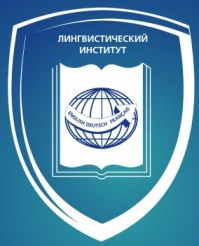 ЛИНГВИСТИЧЕСКИЙ
ИНСТИТУТ
ENGLISH DEUTSCH FRANÇAIS